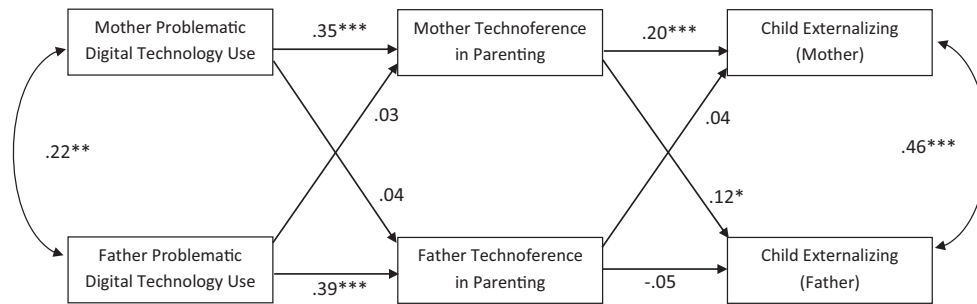 Mother Problematic
Digital Technology Use
.35***
Mother Technoference
in Parenting
.20***
Child Externalizing
(Mother)
.03
.04
.22**
.46***
.04
.12*
Father Problematic
Digital Technology Use
.39***
Father Technoference
in Parenting
-.05
Child Externalizing
(Father)